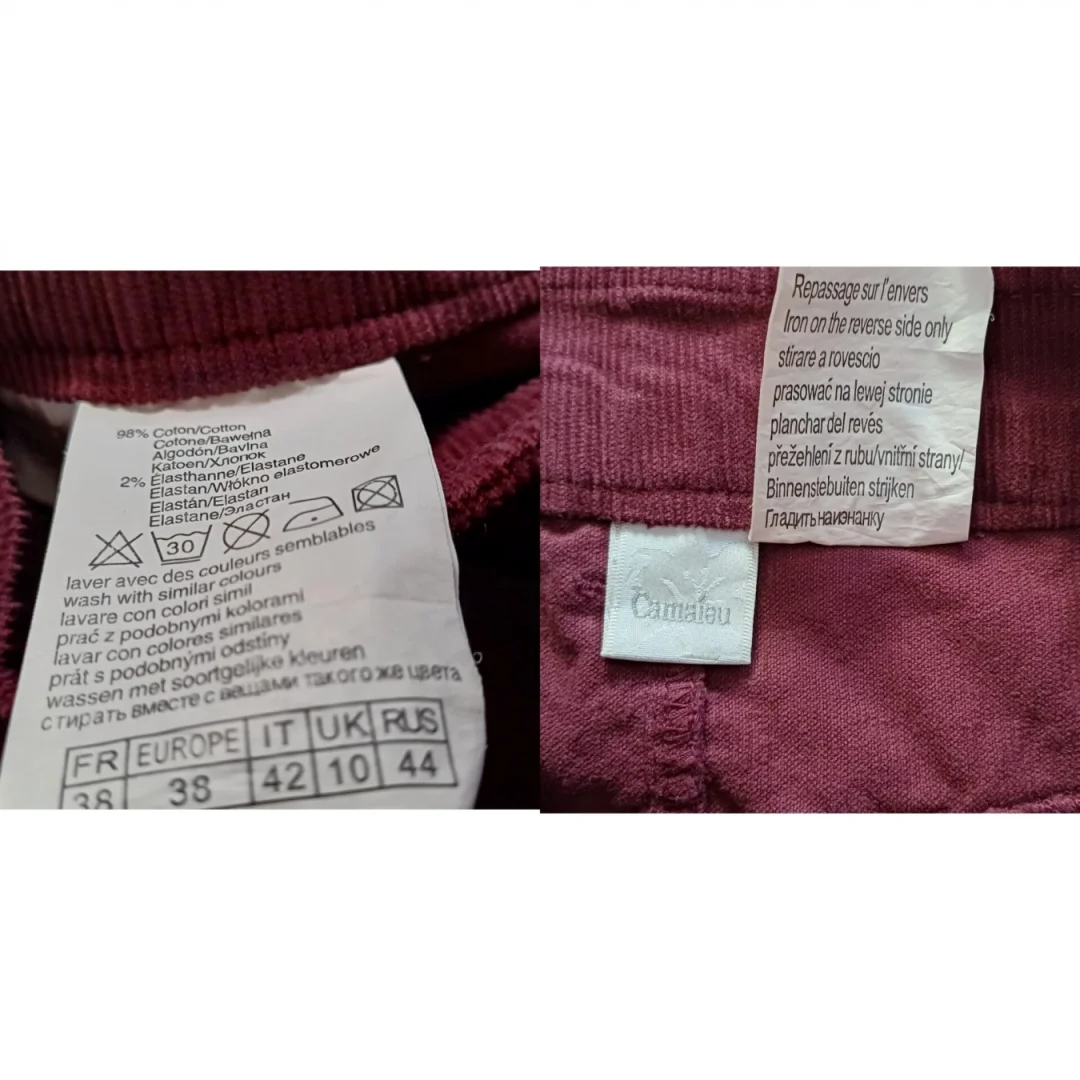 98% Coton/Cotton
Cotone/Bawełna
Algodón/Bavlna
Katoen/Хлопок
2% Élasthanne/Elastane
Elastan/Włókno elastomerowe
Elastán/Elastan
Elastane/Эластан
30
laver avec des couleurs semblables
wash with similar colours
lavare con colori simil
prać z podobnymi kolorami
lavar con colores similares
prát s podobnými odstíny
wassen met soortgelijke kleuren
стирать вместе с вещами такого же цвета
FR EUROPE IT UK RUS
38 38 42 10 44
Repassage sur l'envers
Iron on the reverse side only
stirare a rovescio
prasować na lewej stronie
planchar del revés
přežehlení z rubu/vnitřní strany/
Binnenstebuiten strijken
Гладить наизнанку
Camaïeu